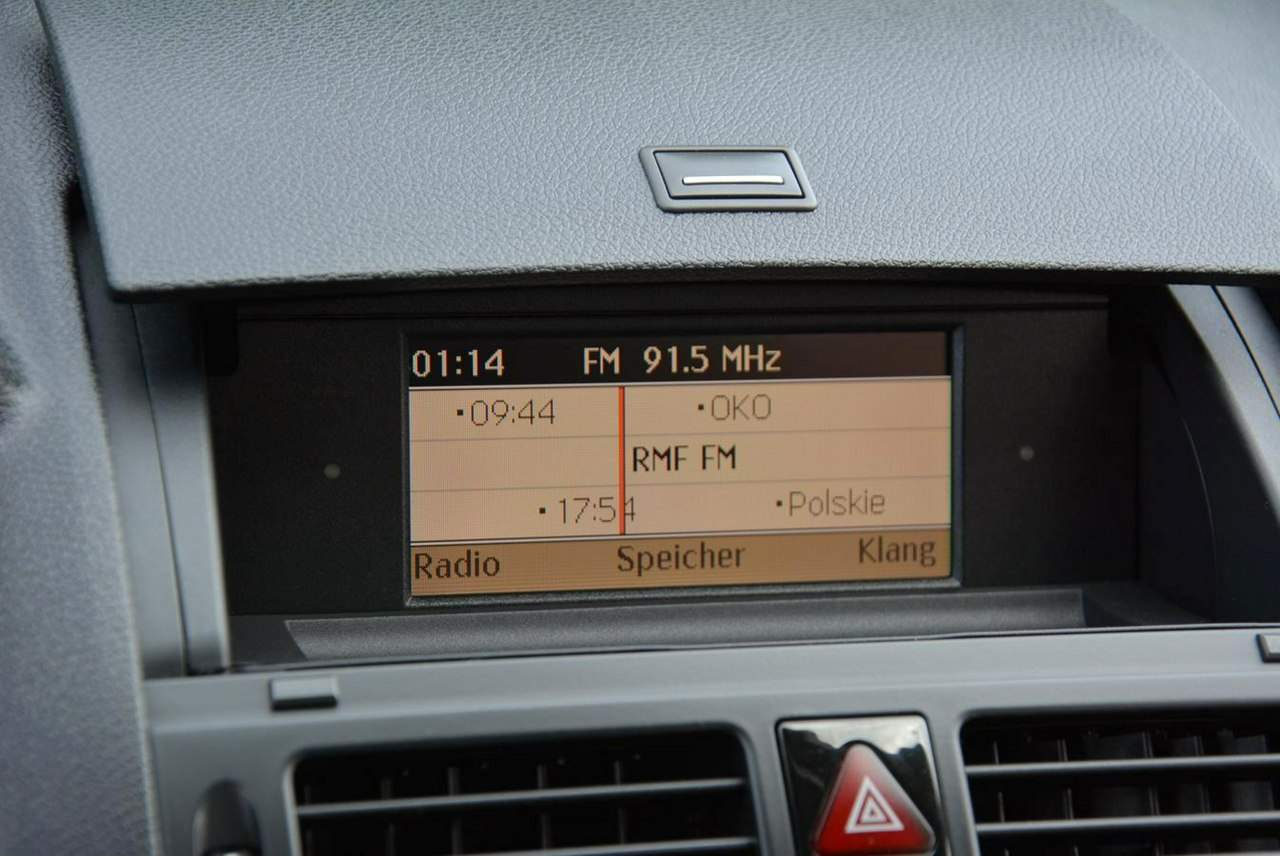 01:14 FM 91.5 MHz
•09:44 •OKO
RMF FM
•17:54 •Polskie
Radio Speicher Klang